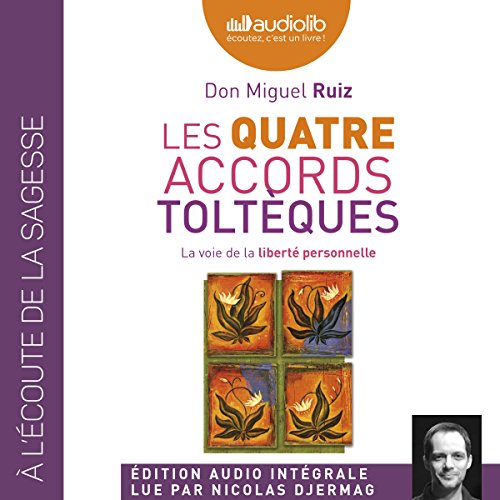 audiolib
écoutez, c'est un livre !
Don Miguel Ruiz
LES QUATRE
ACCORDS
TOLTÈQUES
La voie de la liberté personnelle
À L'ÉCOUTE DE LA SAGESSE
ÉDITION AUDIO INTÉGRALE
LUE PAR NICOLAS DJERMAG